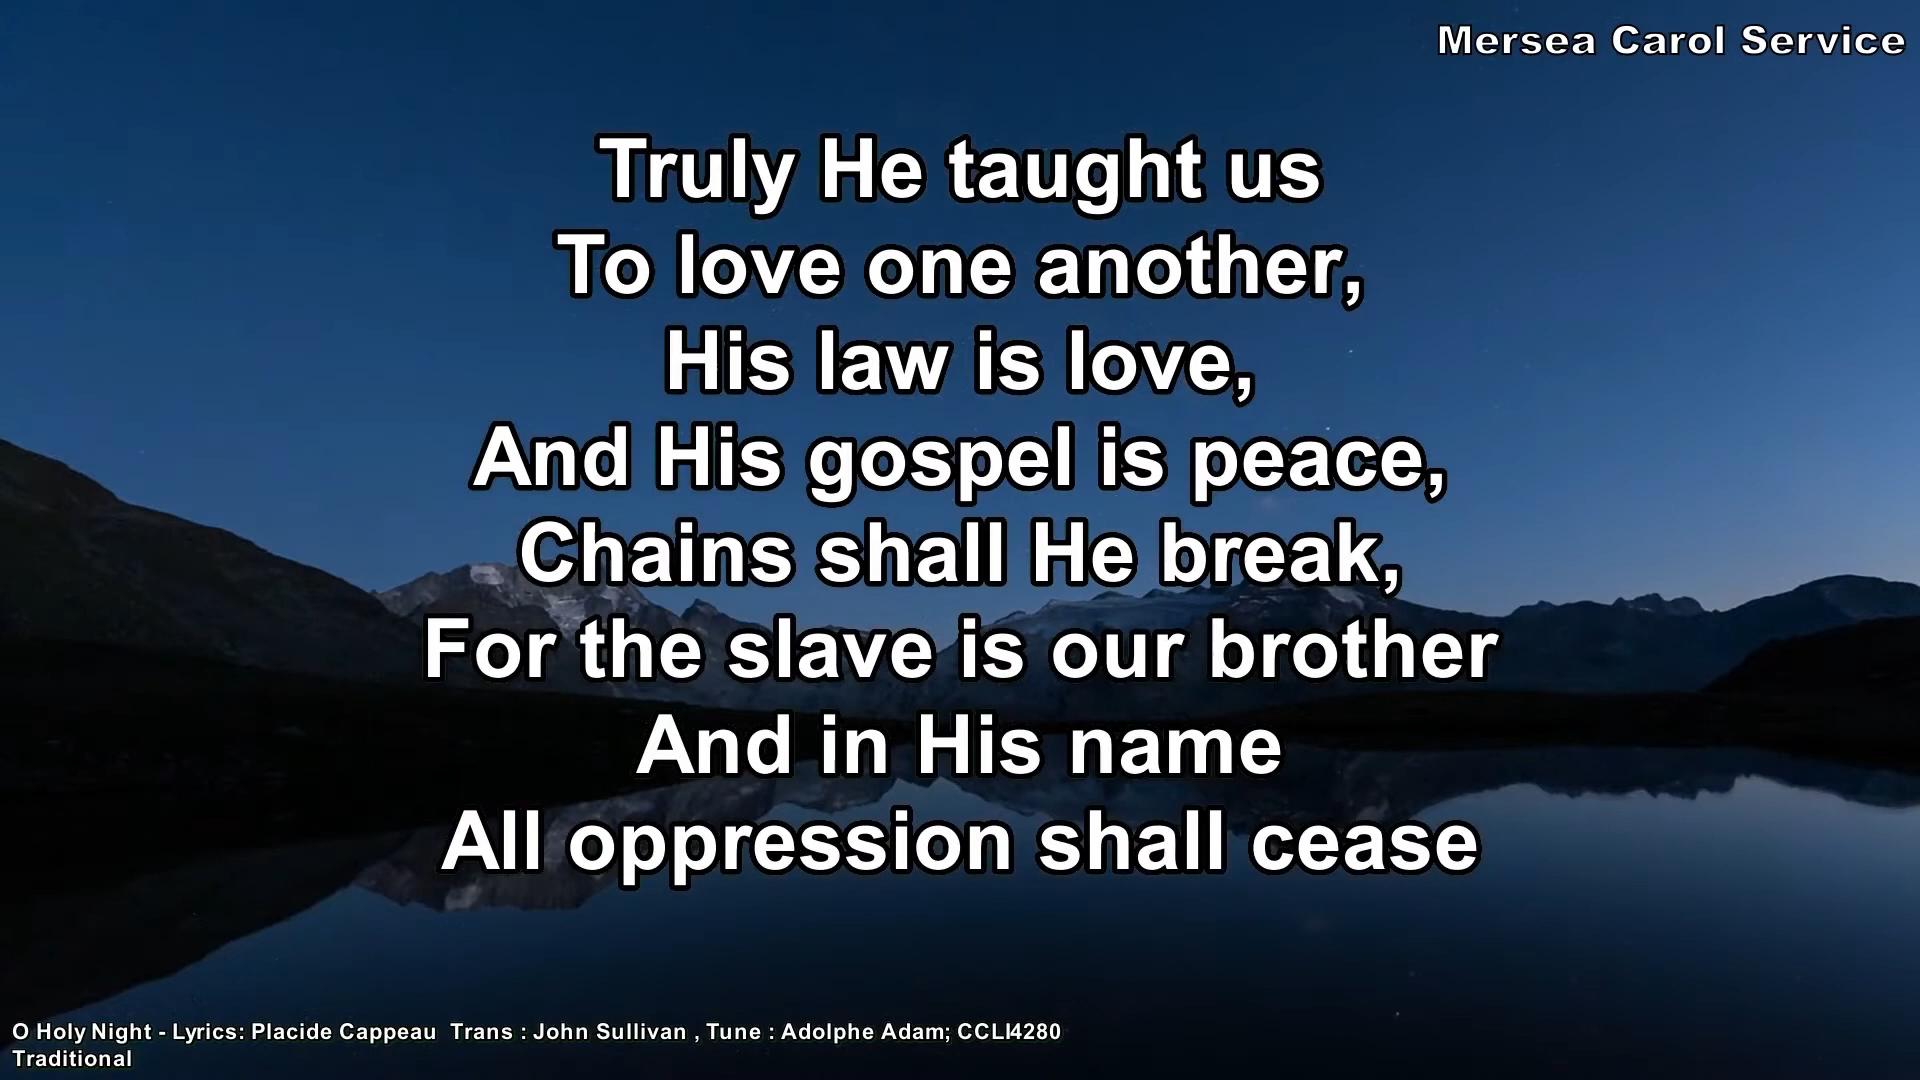 Mersea Carol Service
Truly He taught us
To love one another,
His law is love,
And His gospel is peace,
Chains shall He break,
For the slave is our brother
And in His name
All oppression shall cease
O Holy Night - Lyrics: Placide Cappeau  Trans : John Sullivan , Tune : Adolphe Adam; CCLI4280
Traditional